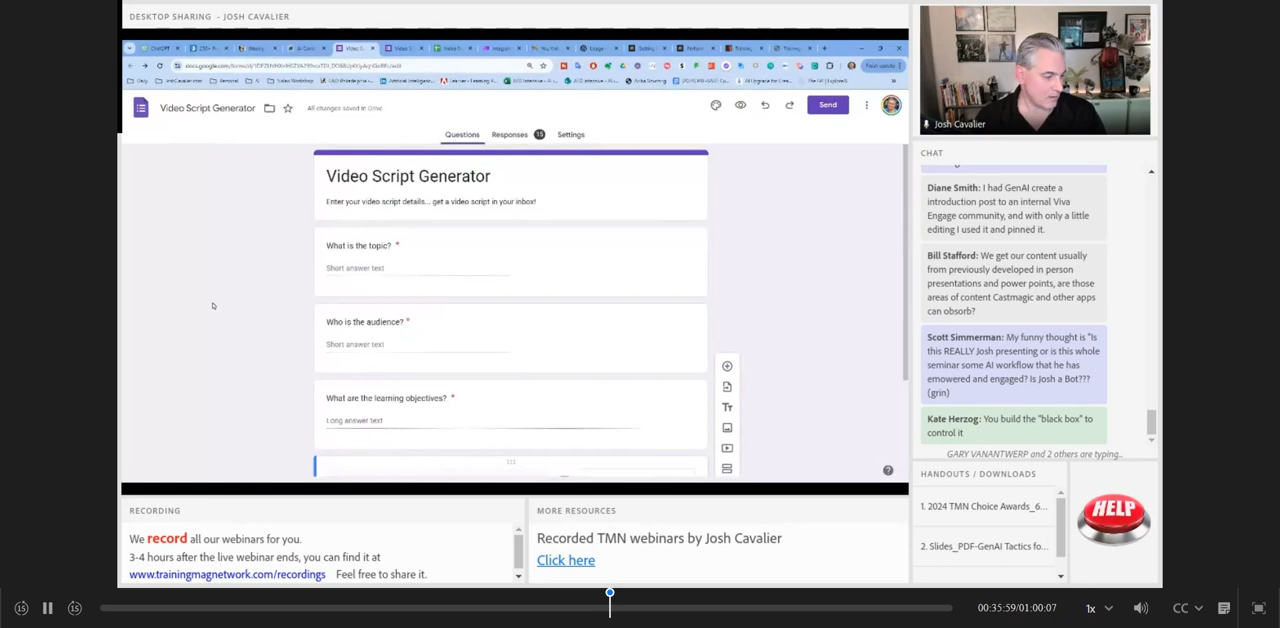 DESKTOP SHARING - JOSH CAVALIER
ChatGPT
Video S
Video Script Generator
All changes saved in Drive
Send
Questions
Responses
15
Settings
Video Script Generator
Enter your video script details... get a video script in your inbox!
What is the topic? *
Short answer text
Who is the audience? *
Short answer text
What are the learning objectives? *
Long answer text
Josh Cavalier
CHAT
Diane Smith: I had GenAI create a
introduction post to an internal Viva
Engage community, and with only a little
editing I used it and pinned it.
Bill Stafford: We get our content usually
from previously developed in person
presentations and power points, are those
areas of content Castmagic and other apps
can obsorb?
Scott Simmerman: My funny thought is "Is
this REALLY Josh presenting or is this whole
seminar some AI workflow that he has
emowered and engaged? Is Josh a Bot???
(grin)
Kate Herzog: You build the "black box" to
control it
GARY VANANTWERP and 2 others are typing..
HANDOUTS / DOWNLOADS
1. 2024 TMN Choice Awards_6...
2. Slides_PDF-GenAI Tactics fo...
HELP
RECORDING
We record all our webinars for you.
3-4 hours after the live webinar ends, you can find it at
www.trainingmagnetwork.com/recordings Feel free to share it.
MORE RESOURCES
Recorded TMN webinars by Josh Cavalier
Click here
15
15
00:35:59/01:00:07
1x
CC